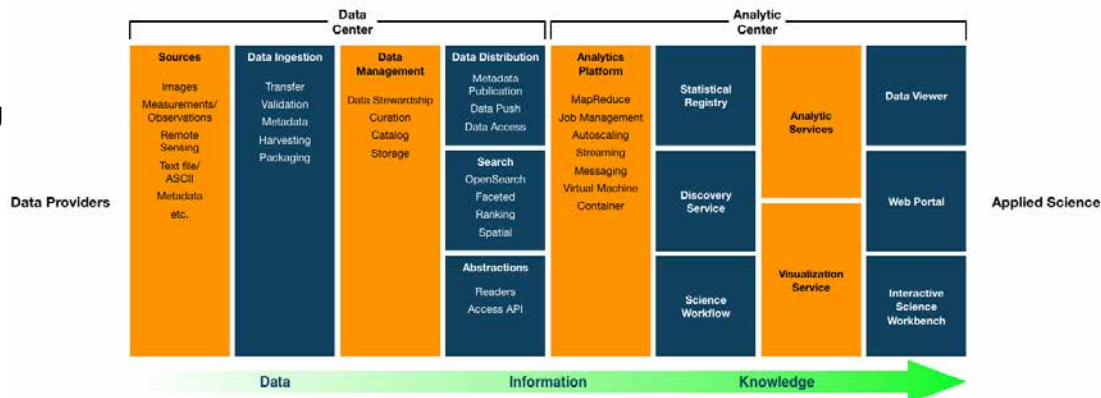 Data
Center
Analytic
Center
Data Providers
Sources
Images
Measurements/
Observations
Remote
Sensing
Text file/
ASCII
Metadata
etc.
Data Ingestion
Transfer
Validation
Metadata
Harvesting
Packaging
Data
Management
Data Stewardship
Curation
Catalog
Storage
Data Distribution
Metadata
Publication
Data Push
Data Access
Search
OpenSearch
Faceted
Ranking
Spatial
Abstractions
Readers
Access API
Analytics
Platform
MapReduce
Job Management
Autoscaling
Streaming
Messaging
Virtual Machine
Container
Statistical
Registry
Discovery
Service
Science
Workflow
Analytic
Services
Visualization
Service
Data Viewer
Web Portal
Interactive
Science
Workbench
Applied Science
Data
Information
Knowledge